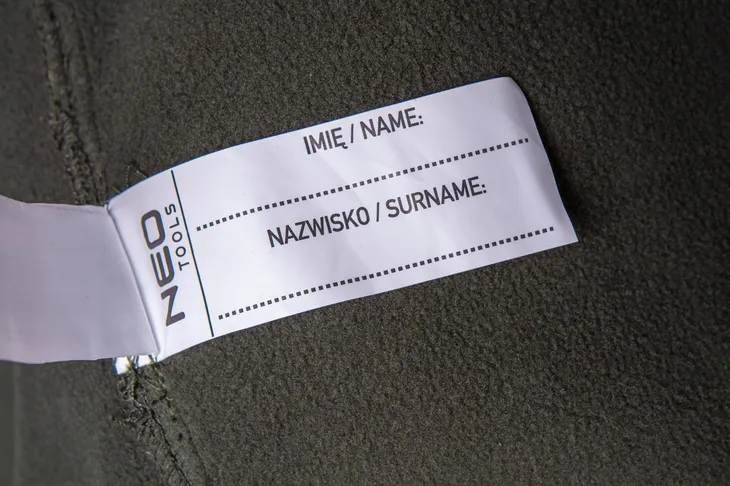 NEO
TOOLS
IMIĘ / NAME:
NAZWISKO / SURNAME: